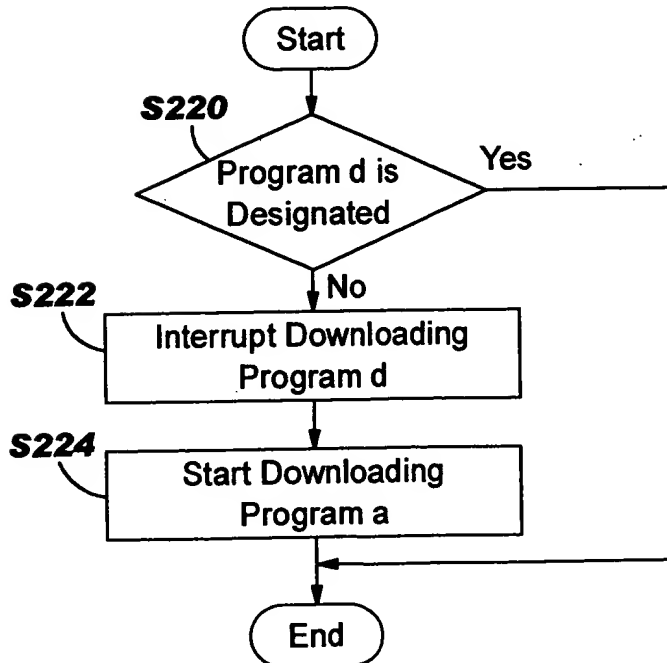 Start
S220
Program d is
Designated
Yes
No
S222
Interrupt Downloading
Program d
S224
Start Downloading
Program a
End